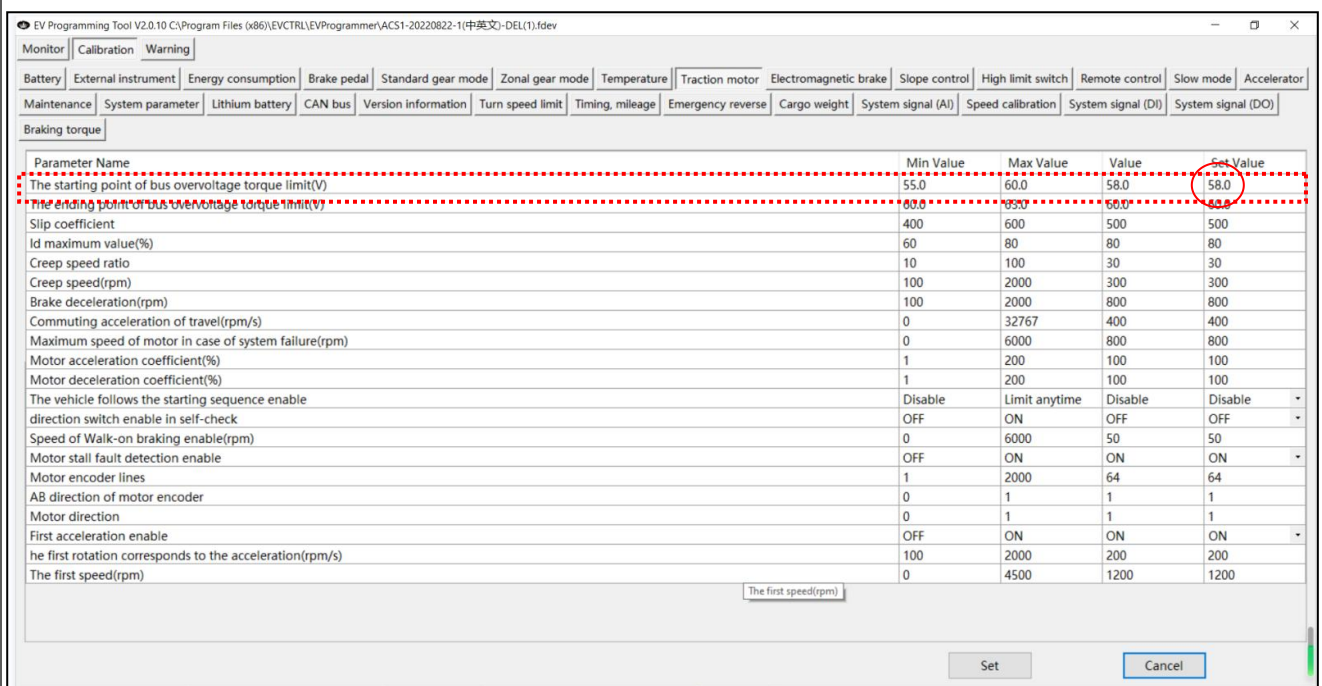 EV Programming Tool V2.0.10 C:\Program Files (x86)\EVCTRL\EVProgrammer\ACS1-20220822-1(中英文)-DEL(1).fdev
Monitor Calibration Warning
Battery External instrument Energy consumption Brake pedal Standard gear mode Zonal gear mode Temperature Traction motor Electromagnetic brake Slope control High limit switch Remote control Slow mode Accelerator
Maintenance System parameter Lithium battery CAN bus Version information Turn speed limit Timing, mileage Emergency reverse Cargo weight System signal (AI) Speed calibration System signal (DI) System signal (DO)
Braking torque
Parameter Name Min Value Max Value Value Set Value
The starting point of bus overvoltage torque limit(V) 55.0 60.0 58.0 58.0
The ending point of bus overvoltage torque limit(V) 60.0 63.0 60.0 60.0
Slip coefficient 400 600 500 500
Id maximum value(%) 60 80 80 80
Creep speed ratio 10 100 30 30
Creep speed(rpm) 100 2000 300 300
Brake deceleration(rpm) 100 2000 800 800
Commuting acceleration of travel(rpm/s) 0 32767 400 400
Maximum speed of motor in case of system failure(rpm) 0 6000 800 800
Motor acceleration coefficient(%) 1 200 100 100
Motor deceleration coefficient(%) 1 200 100 100
The vehicle follows the starting sequence enable Disable Limit anytime Disable Disable
direction switch enable in self-check OFF ON OFF OFF
Speed of Walk-on braking enable(rpm) 0 6000 50 50
Motor stall fault detection enable OFF ON ON ON
Motor encoder lines 1 2000 64 64
AB direction of motor encoder 0 1 1 1
Motor direction 0 1 1 1
First acceleration enable OFF ON ON ON
he first rotation corresponds to the acceleration(rpm/s) 100 2000 200 200
The first speed(rpm) 0 4500 1200 1200
The first speed(rpm)
Set Cancel